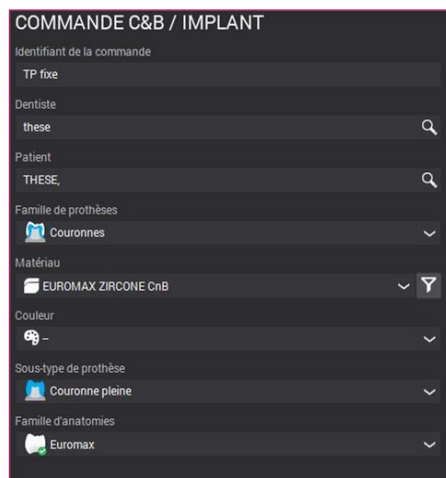 COMMANDE C&B / IMPLANT
Identifiant de la commande
TP fixe
Dentiste
these
Patient
THESE,
Famille de prothèses
Couronnes
Matériau
EUROMAX ZIRCONE CnB
Couleur
–
Sous-type de prothèse
Couronne pleine
Famille d'anatomies
Euromax